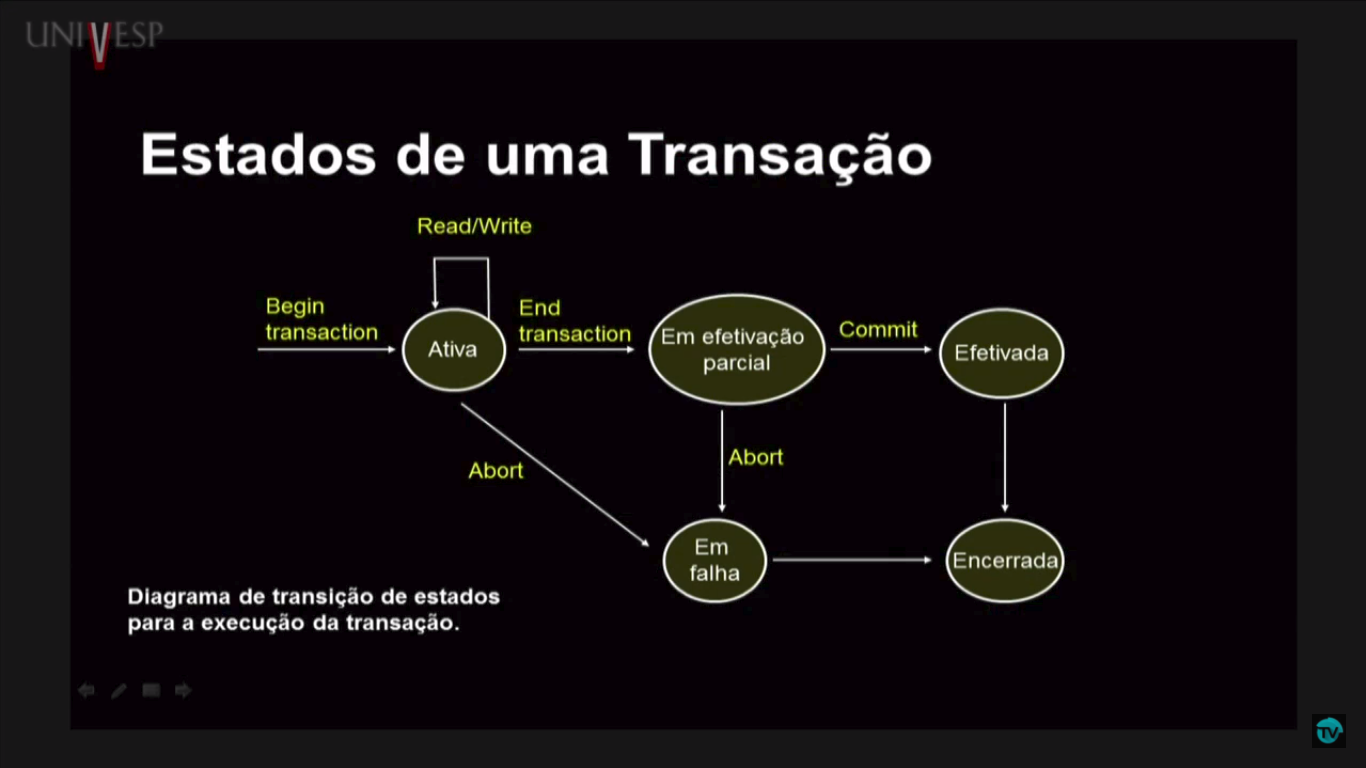 UNIVESP
Estados de uma Transação
Read/Write
Begin
transaction
Ativa
End
transaction
Em efetivação
parcial
Commit
Efetivada
Abort
Abort
Em
falha
Encerrada
Diagrama de transição de estados
para a execução da transação.
TV